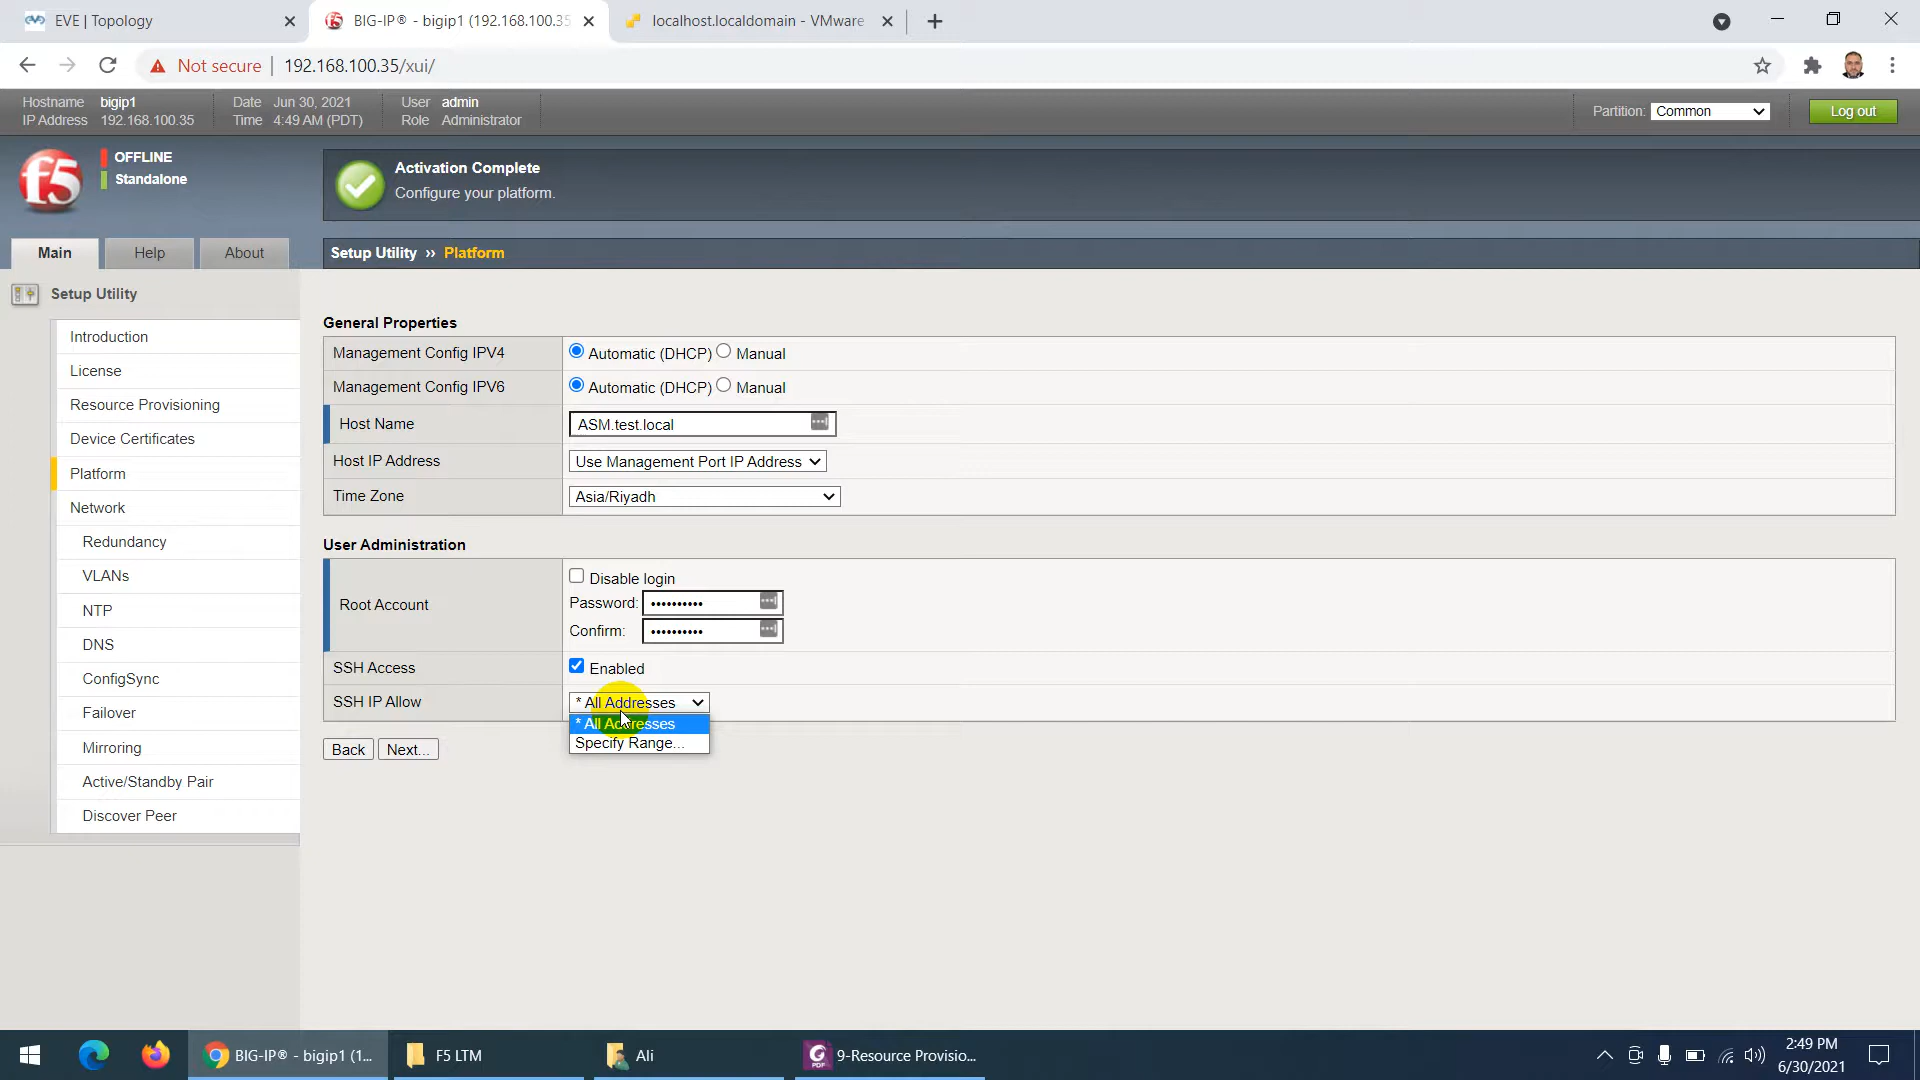 EVE | Topology
BIG-IP® - bigip1 (192.168.100.35
localhost.localdomain - VMware
Not secure
192.168.100.35/xui/
Hostname bigip1
IP Address 192.168.100.35
Date Jun 30, 2021
Time 4:49 AM (PDT)
User admin
Role Administrator
Partition: Common
Log out
f5
OFFLINE
Standalone
Activation Complete
Configure your platform.
Main
Help
About
Setup Utility ›› Platform
Setup Utility
Introduction
License
Resource Provisioning
Device Certificates
Platform
Network
Redundancy
VLANs
NTP
DNS
ConfigSync
Failover
Mirroring
Active/Standby Pair
Discover Peer
General Properties
Management Config IPV4 Automatic (DHCP) Manual
Management Config IPV6 Automatic (DHCP) Manual
Host Name ASM.test.local
Host IP Address Use Management Port IP Address
Time Zone Asia/Riyadh
User Administration
Root Account
Disable login
Password: ••••••••••
Confirm: ••••••••••
SSH Access Enabled
SSH IP Allow * All Addresses
* All Addresses
Specify Range...
Back Next...
BIG-IP® - bigip1 (1...
F5 LTM
Ali
9-Resource Provisio...
2:49 PM
6/30/2021